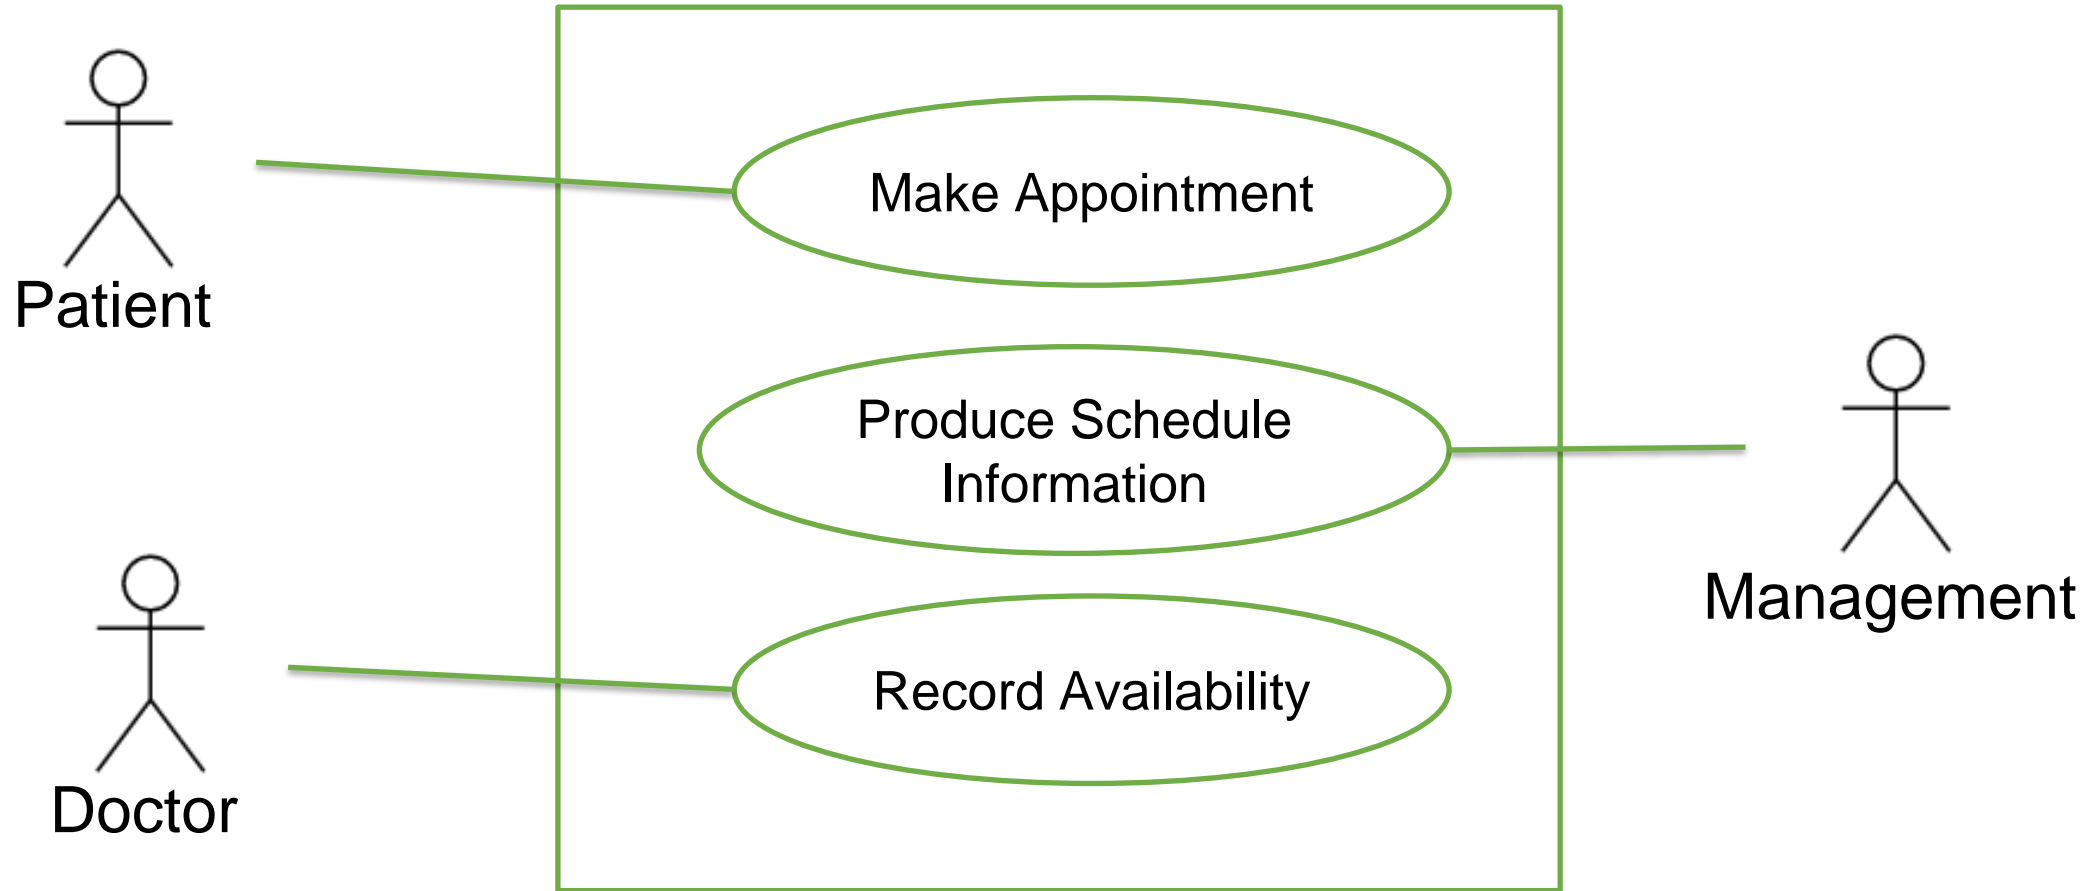 Make Appointment
Patient
Produce Schedule
Information
Management
Record Availability
Doctor